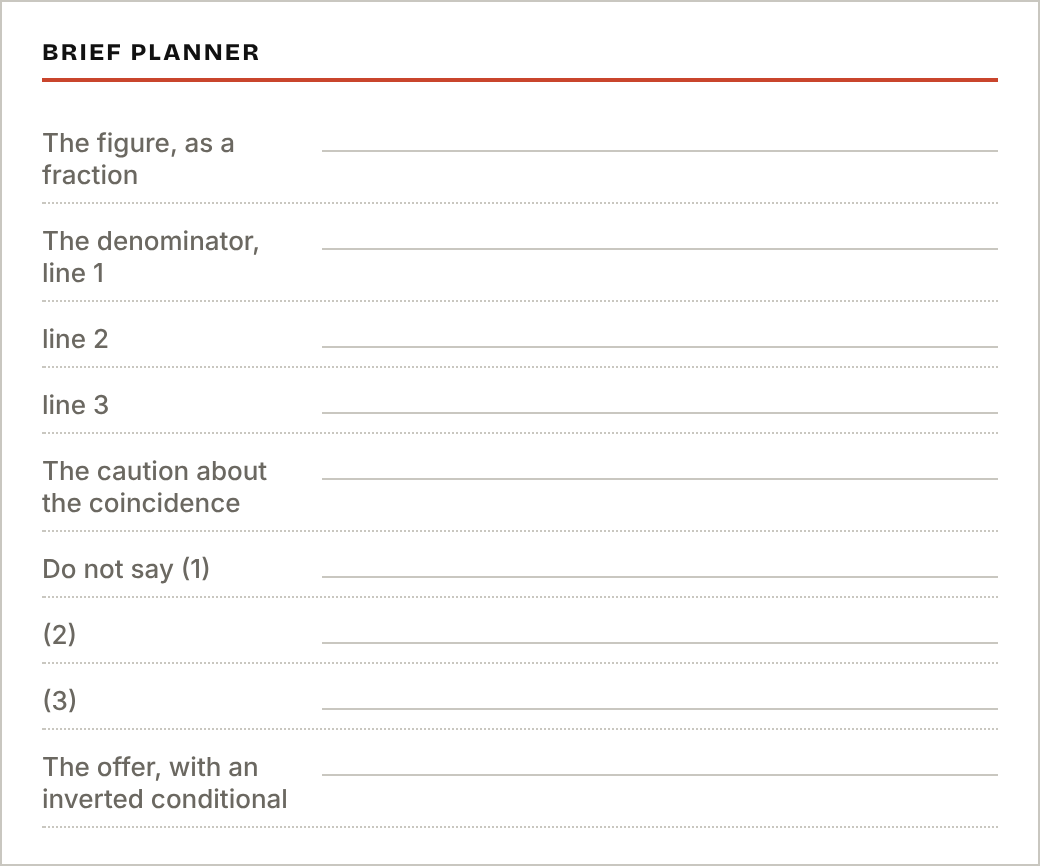 BRIEF PLANNER
The figure, as a
fraction
The denominator,
line 1
line 2
line 3
The caution about
the coincidence
Do not say (1)
(2)
(3)
The offer, with an
inverted conditional